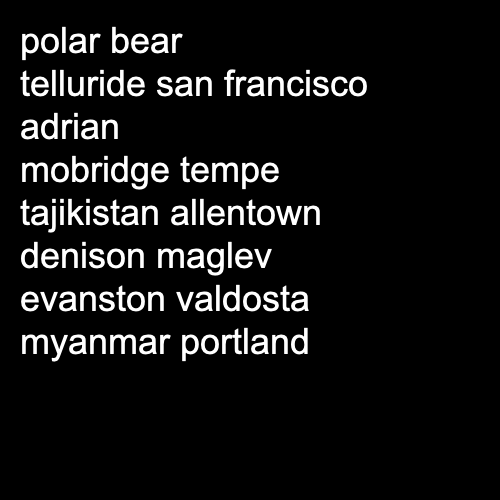 polar bear
telluride san francisco
adrian
mobridge tempe
tajikistan allentown
denison maglev
evanston valdosta
myanmar portland